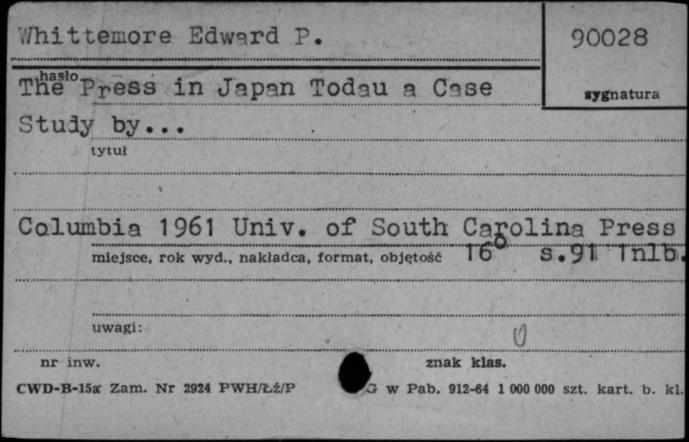 Whittemore Edward P.
90028
hasło
The Press in Japan Todau a Case
sygnatura
Study by...
tytuł
Columbia 1961 Univ. of South Carolina Press
miejsce, rok wyd., nakładca, format, objętość 16° s.91 1nlb.
uwagi:
nr inw.
znak klas.
CWD-B-15a Zam. Nr 2924 PWH/Łź/P G w Pab. 912-64 1 000 000 szt. kart. b. kl.